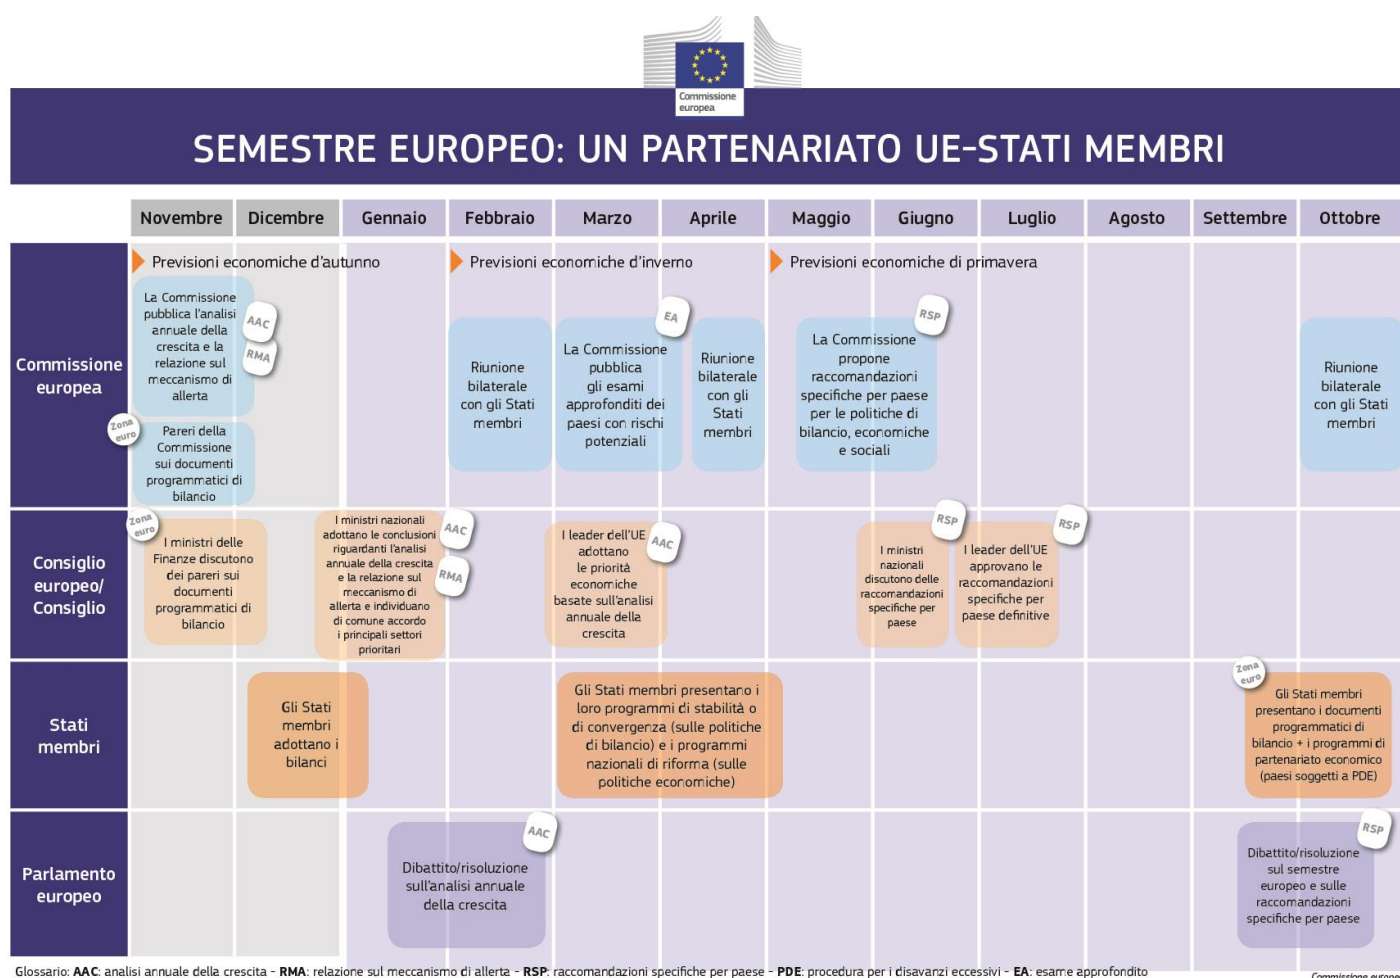 Commissione
europea
SEMESTRE EUROPEO: UN PARTENARIATO UE-STATI MEMBRI
Novembre Dicembre Gennaio Febbraio Marzo Aprile Maggio Giugno Luglio Agosto Settembre Ottobre
Commissione
europea
Previsioni economiche d'autunno
Previsioni economiche d'inverno
Previsioni economiche di primavera
La Commissione
pubblica l'analisi
annuale della
crescita e la
relazione sul
meccanismo di
allerta
AAC
RMA
Zona
euro
Pareri della
Commissione
sui documenti
programmatici di
bilancio
Riunione
bilaterale
con gli Stati
membri
La Commissione
pubblica
gli esami
approfonditi dei
paesi con rischi
potenziali
EA
Riunione
bilaterale
con gli
Stati
membri
La Commissione
propone
raccomandazioni
specifiche per paese
per le politiche di
bilancio, economiche
e sociali
RSP
Riunione
bilaterale
con gli Stati
membri
Consiglio
europeo/
Consiglio
Zona
euro
I ministri delle
Finanze discutono
dei pareri sui
documenti
programmatici di
bilancio
I ministri nazionali
adottano le conclusioni
riguardanti l'analisi
annuale della crescita
e la relazione sul
meccanismo di
allerta e individuano
di comune accordo
i principali settori
prioritari
AAC
RMA
I leader dell'UE
adottano
le priorità
economiche
basate sull'analisi
annuale della
crescita
AAC
I ministri
nazionali
discutono delle
raccomandazioni
specifiche per
paese
RSP
I leader dell'UE
approvano le
raccomandazioni
specifiche per
paese definitive
RSP
Stati
membri
Gli Stati
membri
adottano i
bilanci
Gli Stati membri presentano i
loro programmi di stabilità o
di convergenza (sulle politiche
di bilancio) e i programmi
nazionali di riforma (sulle
politiche economiche)
Zona
euro
Gli Stati membri
presentano i documenti
programmatici di
bilancio + i programmi di
partenariato economico
(paesi soggetti a PDE)
Parlamento
europeo
Dibattito/risoluzione
sull'analisi annuale
della crescita
AAC
Dibattito/risoluzione
sul semestre
europeo e sulle
raccomandazioni
specifiche per paese
RSP
Glossario: AAC: analisi annuale della crescita - RMA: relazione sul meccanismo di allerta - RSP: raccomandazioni specifiche per paese - PDE: procedura per i disavanzi eccessivi - EA: esame approfondito
Commissione europea